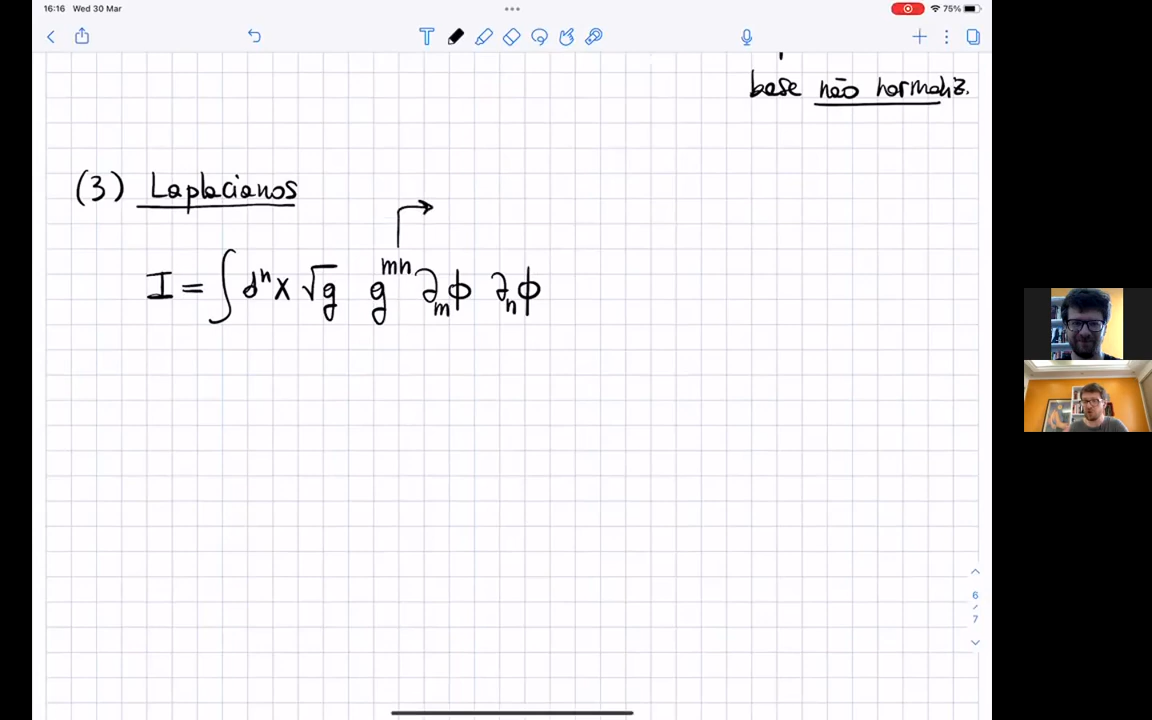 16:16 Wed 30 Mar
75%
T
base não normaliz.
(3) Laplacianos
I = ∫ dⁿx √g g^{mn} ∂_m ϕ ∂_n ϕ
6
7